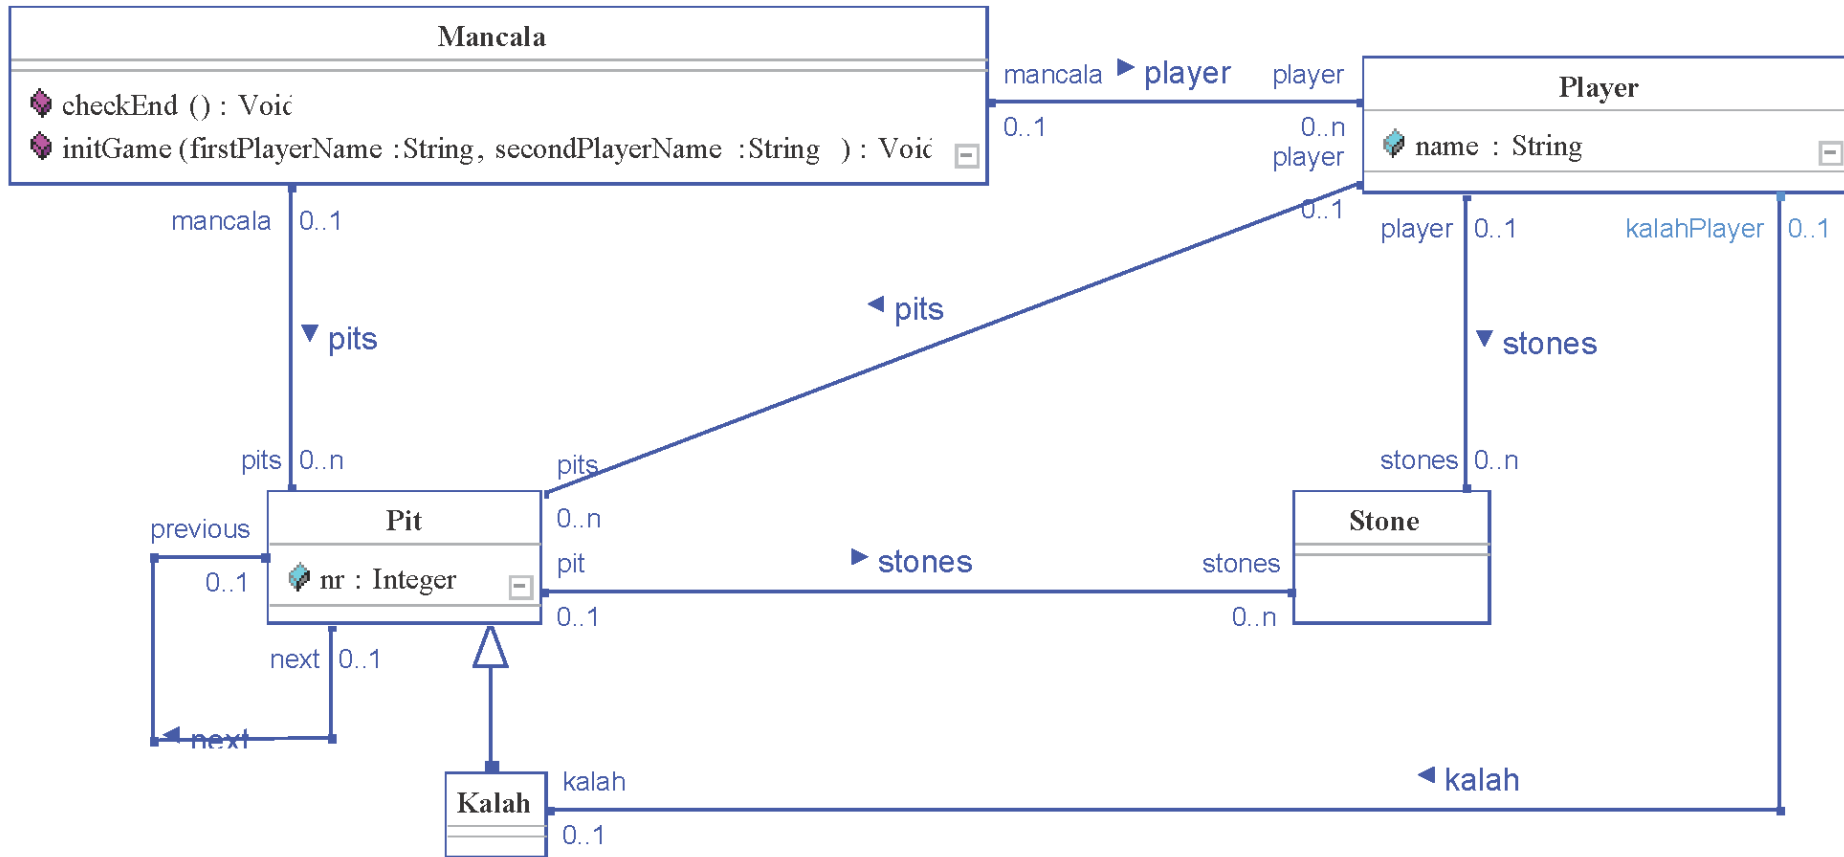 Mancala
checkEnd () : Void
initGame (firstPlayerName :String, secondPlayerName :String ) : Void
mancala ▶ player player
0..1 0..n
Player
name : String
player
0..1
mancala 0..1
player 0..1
kalahPlayer 0..1
◀ pits
▼ pits
▼ stones
pits 0..n
pits
0..n
stones 0..n
previous
0..1
Pit
nr : Integer
pit
0..1
▶ stones
stones
0..n
Stone
next 0..1
◀ next
Kalah
kalah
0..1
◀ kalah